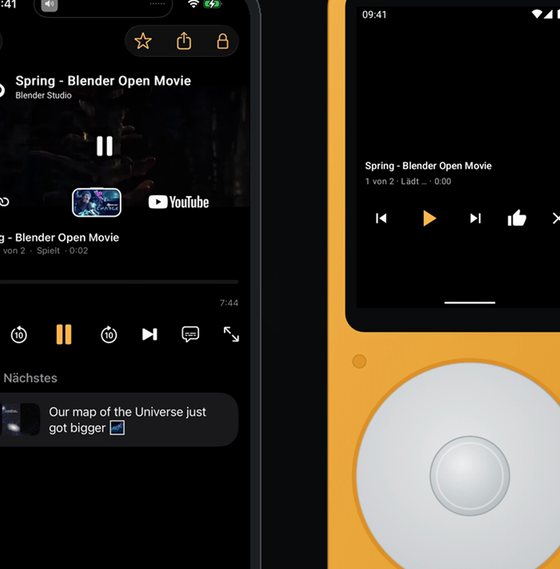 :41
Spring - Blender Open Movie
Blender Studio
CHARGE
YouTube
g - Blender Open Movie
von 2 · Spielt · 0:02
7:44
10
10
Nächstes
Our map of the Universe just
got bigger
09:41
Spring - Blender Open Movie
1 von 2 · Lädt ... · 0:00